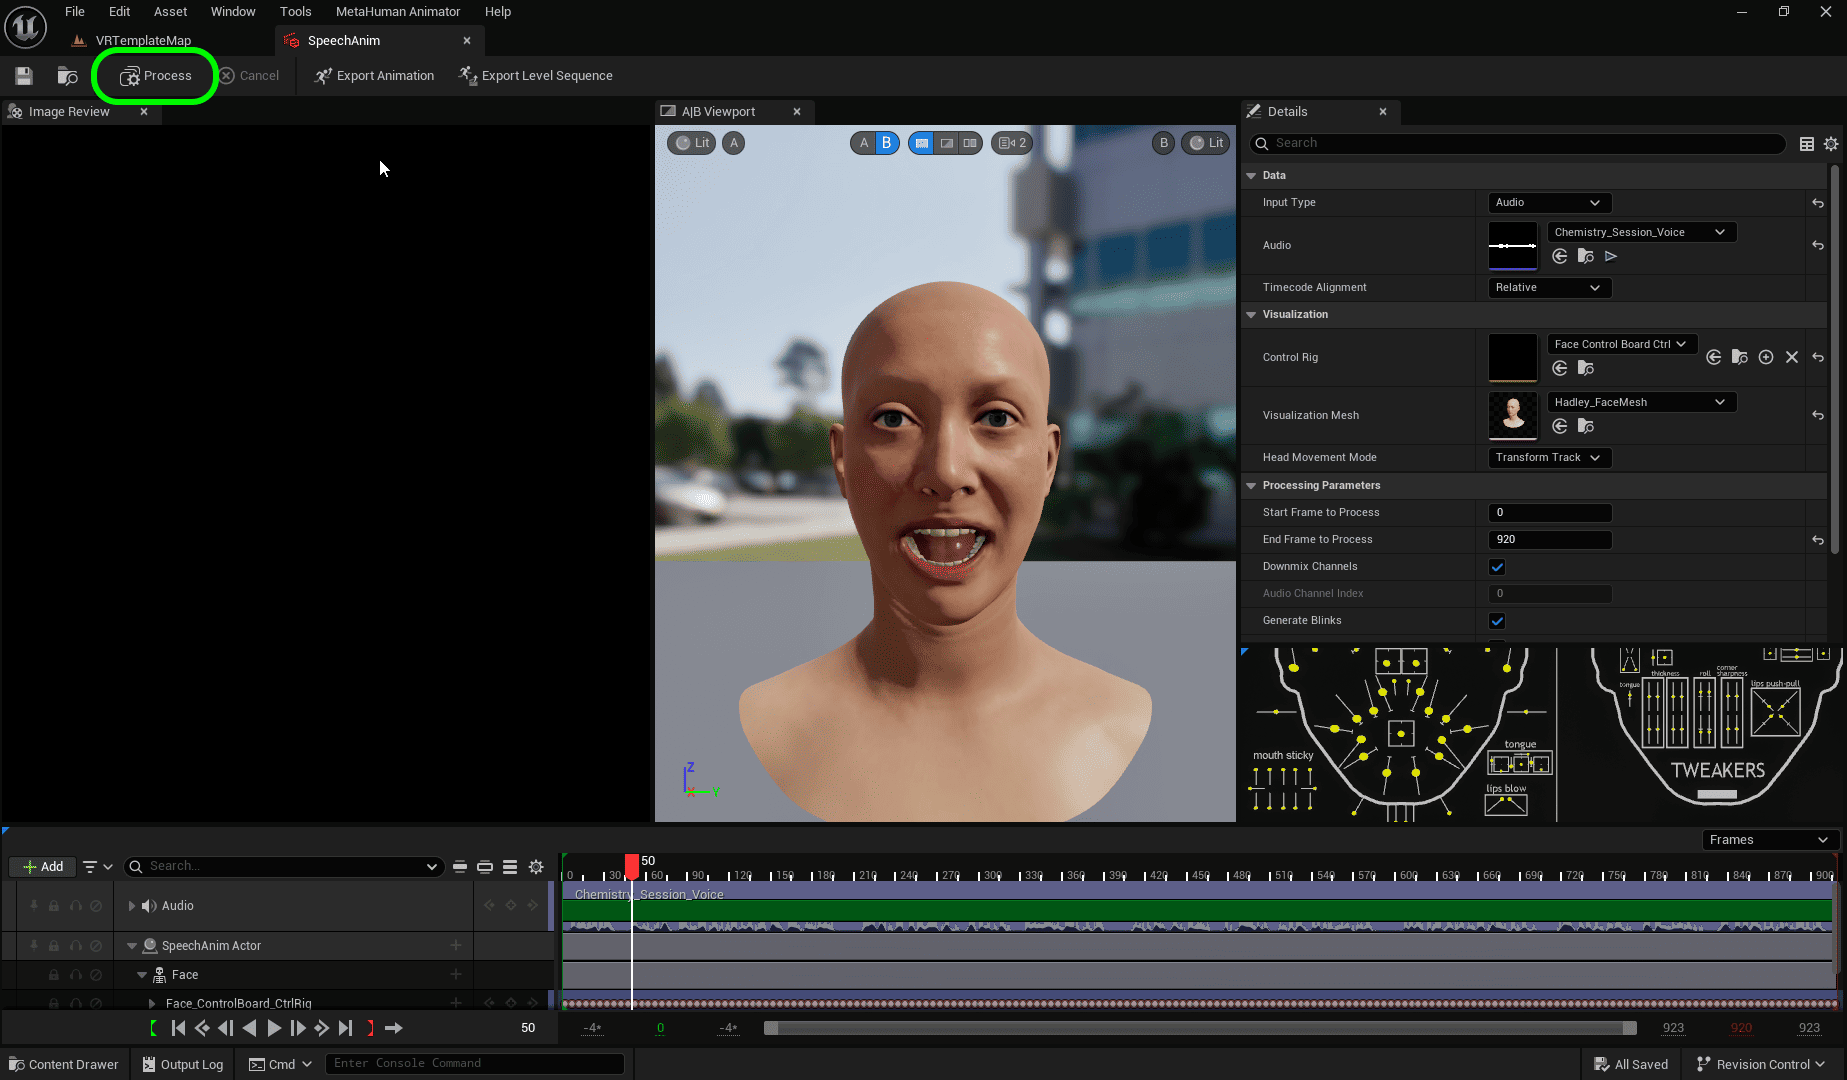 File Edit Asset Window Tools MetaHuman Animator Help
VRTemplateMap SpeechAnim
Process Cancel Export Animation Export Level Sequence
Image Review
A|B Viewport
Details
Lit A A B 2 B Lit
Search
Data
Input Type Audio
Audio Chemistry_Session_Voice
Timecode Alignment Relative
Visualization
Control Rig Face Control Board Ctrl
Visualization Mesh Hadley_FaceMesh
Head Movement Mode Transform Track
Processing Parameters
Start Frame to Process 0
End Frame to Process 920
Downmix Channels
Audio Channel Index 0
Generate Blinks
mouth sticky
tongue
lips blow
tongue
thickness
roll
corner
sharpness
lips push-pull
TWEAKERS
Z
X Y
Frames
Add Search...
50
0 30 60 90 120 150 180 210 240 270 300 330 360 390 420 450 480 510 540 570 600 630 660 690 720 750 780 810 840 870 900
Chemistry_Session_Voice
Audio
SpeechAnim Actor
Face
Face_ControlBoard_CtrlRig
50 -4* 0 -4* 923 920 923
Content Drawer Output Log Cmd Enter Console Command All Saved Revision Control